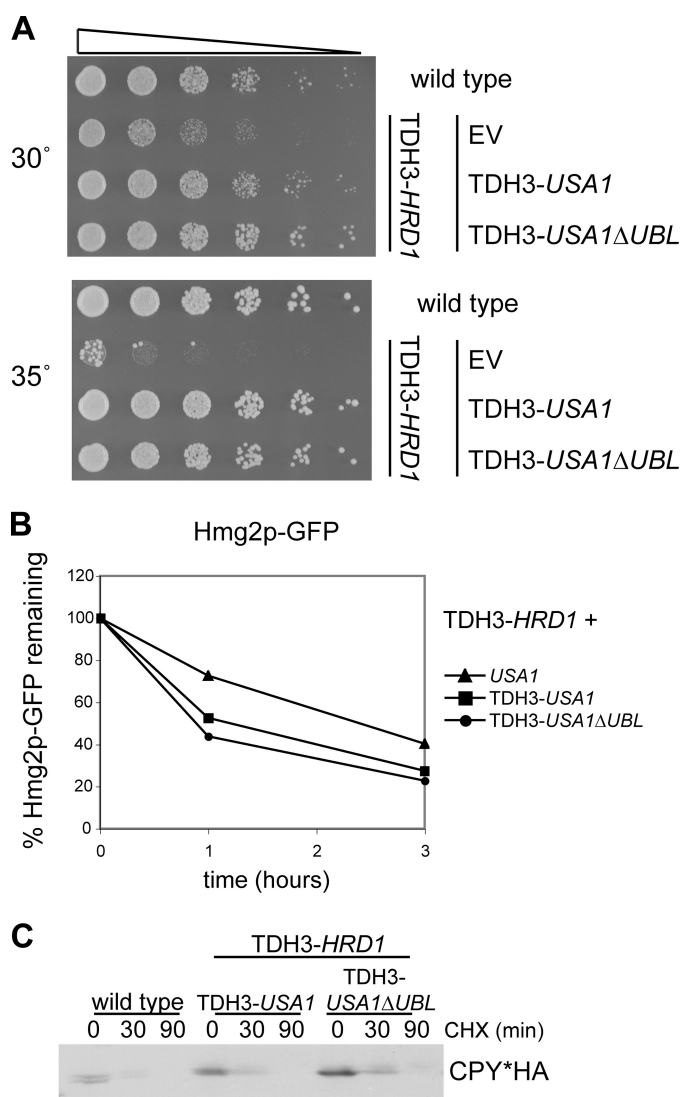 A
30°
wild type
TDH3-HRD1
EV
TDH3-USA1
TDH3-USA1ΔUBL
35°
wild type
TDH3-HRD1
EV
TDH3-USA1
TDH3-USA1ΔUBL
B
Hmg2p-GFP
% Hmg2p-GFP remaining
120
100
80
60
40
20
0
0 1 2 3
time (hours)
TDH3-HRD1 +
USA1
TDH3-USA1
TDH3-USA1ΔUBL
C
TDH3-HRD1
wild type TDH3-USA1 TDH3-
USA1ΔUBL
0 30 90 0 30 90 0 30 90 CHX (min)
CPY*HA